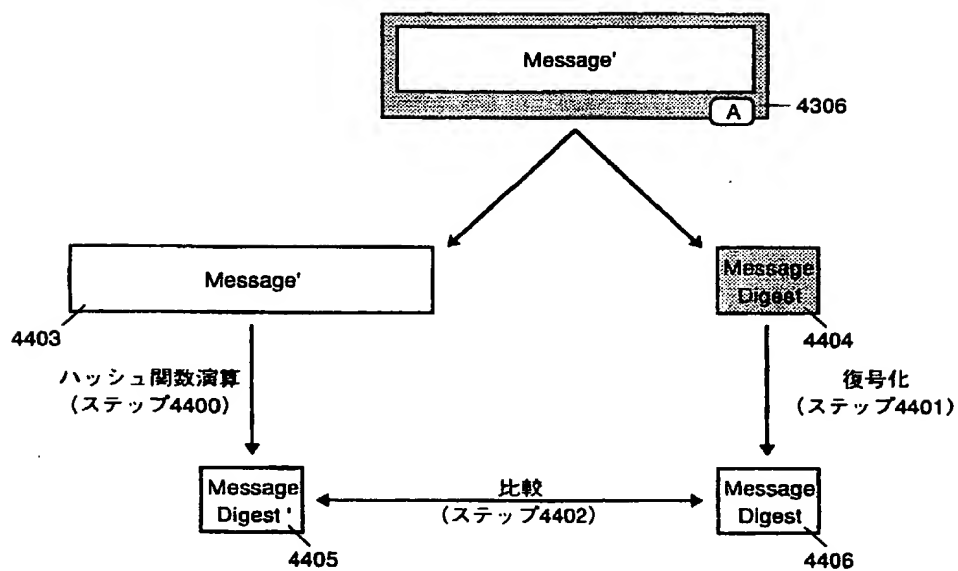 Message'
A
4306
Message'
4403
Message
Digest
4404
ハッシュ関数演算
(ステップ4400)
復号化
(ステップ4401)
Message
Digest '
4405
比較
(ステップ4402)
Message
Digest
4406